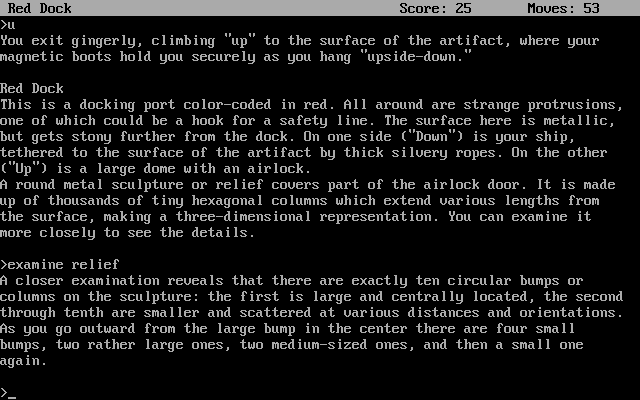 Red Dock Score: 25 Moves: 53
>u
You exit gingerly, climbing "up" to the surface of the artifact, where your
magnetic boots hold you securely as you hang "upside-down."
Red Dock
This is a docking port color-coded in red. All around are strange protrusions,
one of which could be a hook for a safety line. The surface here is metallic,
but gets stony further from the dock. On one side ("Down") is your ship,
tethered to the surface of the artifact by thick silvery ropes. On the other
("Up") is a large dome with an airlock.
A round metal sculpture or relief covers part of the airlock door. It is made
up of thousands of tiny hexagonal columns which extend various lengths from
the surface, making a three-dimensional representation. You can examine it
more closely to see the details.
>examine relief
A closer examination reveals that there are exactly ten circular bumps or
columns on the sculpture: the first is large and centrally located, the second
through tenth are smaller and scattered at various distances and orientations.
As you go outward from the large bump in the center there are four small
bumps, two rather large ones, two medium-sized ones, and then a small one
again.
>_